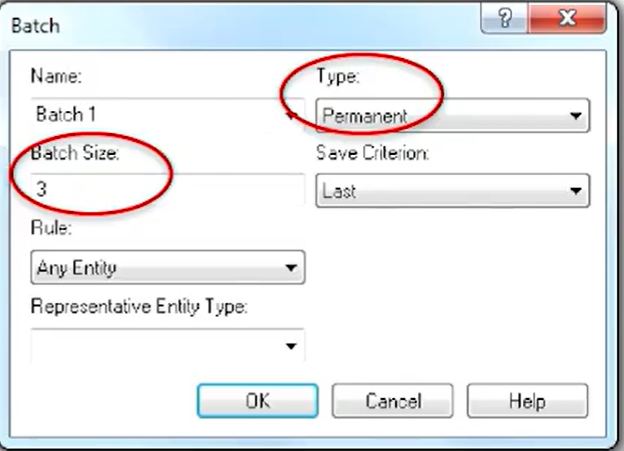 Batch
Name: Type:
Batch 1 Permanent
Batch Size: Save Criterion:
3 Last
Rule:
Any Entity
Representative Entity Type:
OK Cancel Help